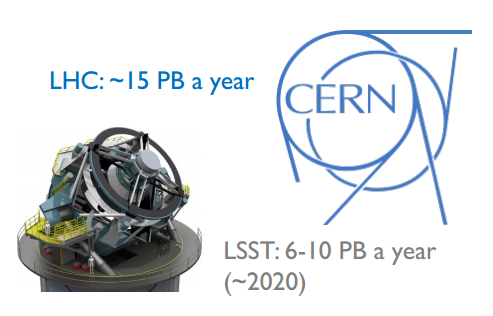 LHC: ~15 PB a year
CERN
LSST: 6-10 PB a year
(~2020)